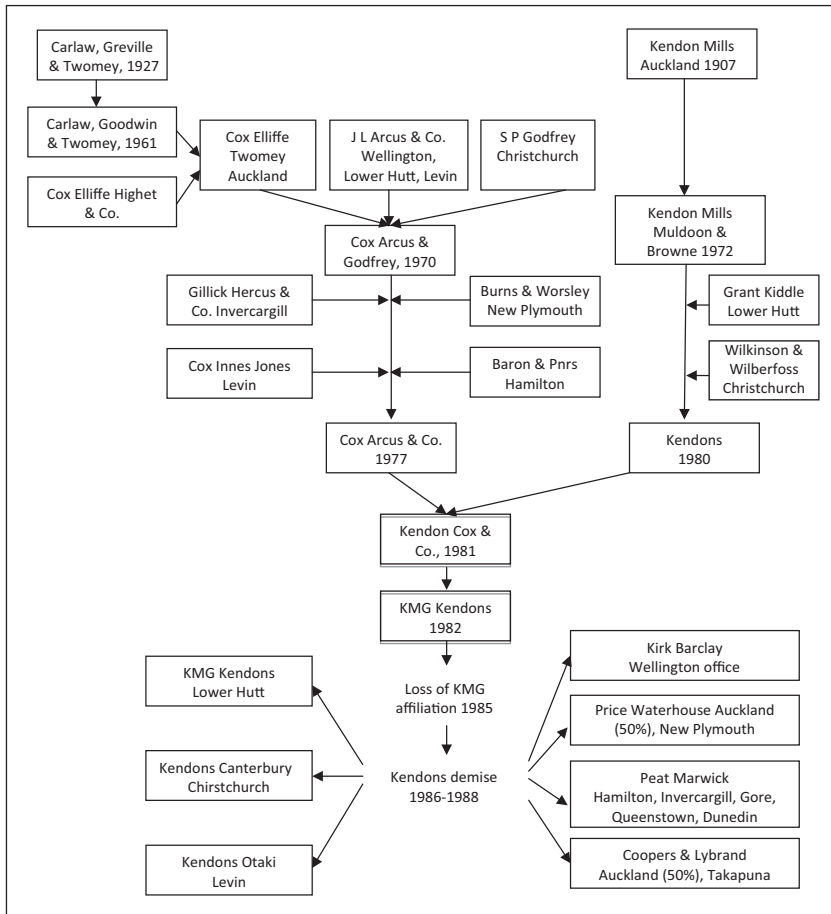 Carlaw, Greville
& Twomey, 1927
Kendon Mills
Auckland 1907
Carlaw, Goodwin
& Twomey, 1961
Cox Elliffe
Twomey
Auckland
J L Arcus & Co.
Wellington,
Lower Hutt, Levin
S P Godfrey
Christchurch
Cox Elliffe Highet
& Co.
Kendon Mills
Muldoon &
Browne 1972
Cox Arcus &
Godfrey, 1970
Gillick Hercus &
Co. Invercargill
Burns & Worsley
New Plymouth
Grant Kiddle
Lower Hutt
Cox Innes Jones
Levin
Baron & Pnrs
Hamilton
Wilkinson &
Wilberfoss
Christchurch
Cox Arcus & Co.
1977
Kendons
1980
Kendon Cox &
Co., 1981
KMG Kendons
1982
KMG Kendons
Lower Hutt
Loss of KMG
affiliation 1985
Kirk Barclay
Wellington office
Price Waterhouse Auckland
(50%), New Plymouth
Kendons Canterbury
Chirstchurch
Kendons demise
1986-1988
Peat Marwick
Hamilton, Invercargill, Gore,
Queenstown, Dunedin
Kendons Otaki
Levin
Coopers & Lybrand
Auckland (50%), Takapuna